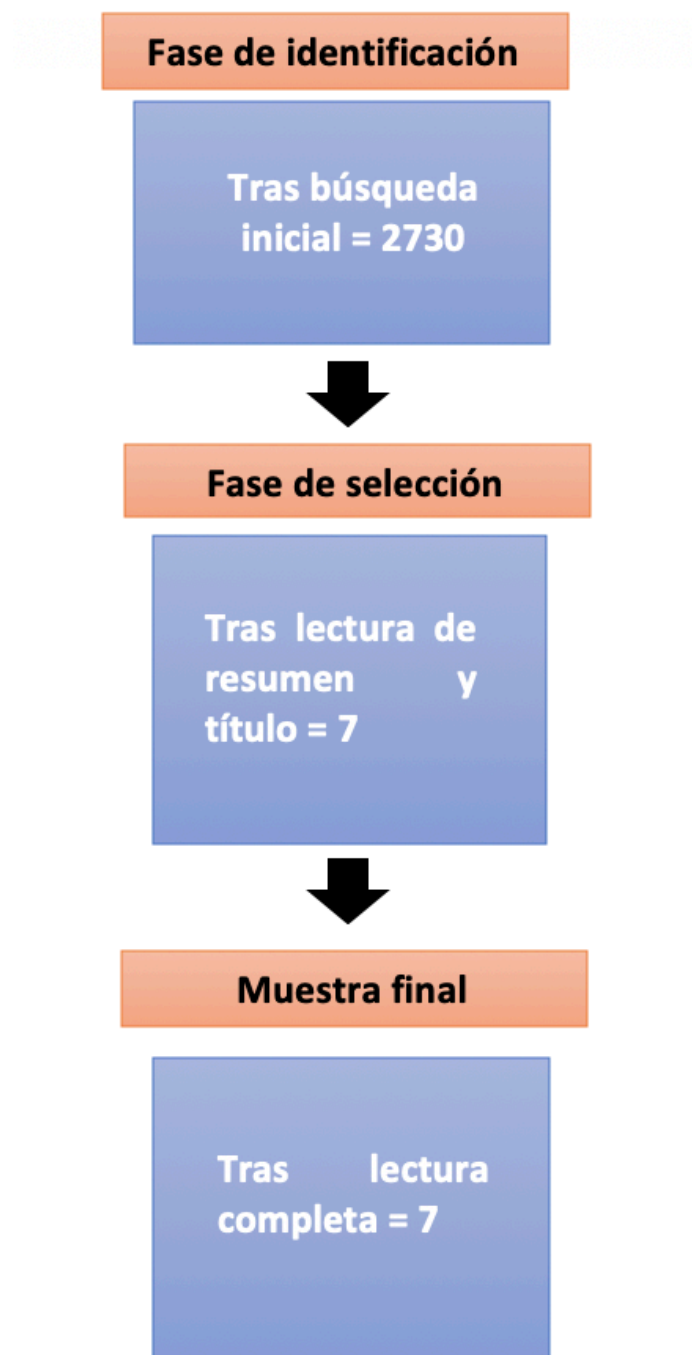 Fase de identificación
Tras búsqueda
inicial = 2730
Fase de selección
Tras lectura de
resumen y
título = 7
Muestra final
Tras lectura
completa = 7